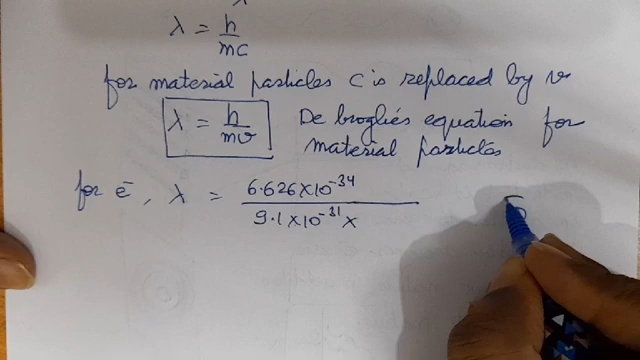 λ = h/mc
for material particles c is replaced by v
λ = h/mv De broglie's equation for
material particles
for e⁻, λ = 6.626×10⁻³⁴ / 9.1×10⁻³¹×